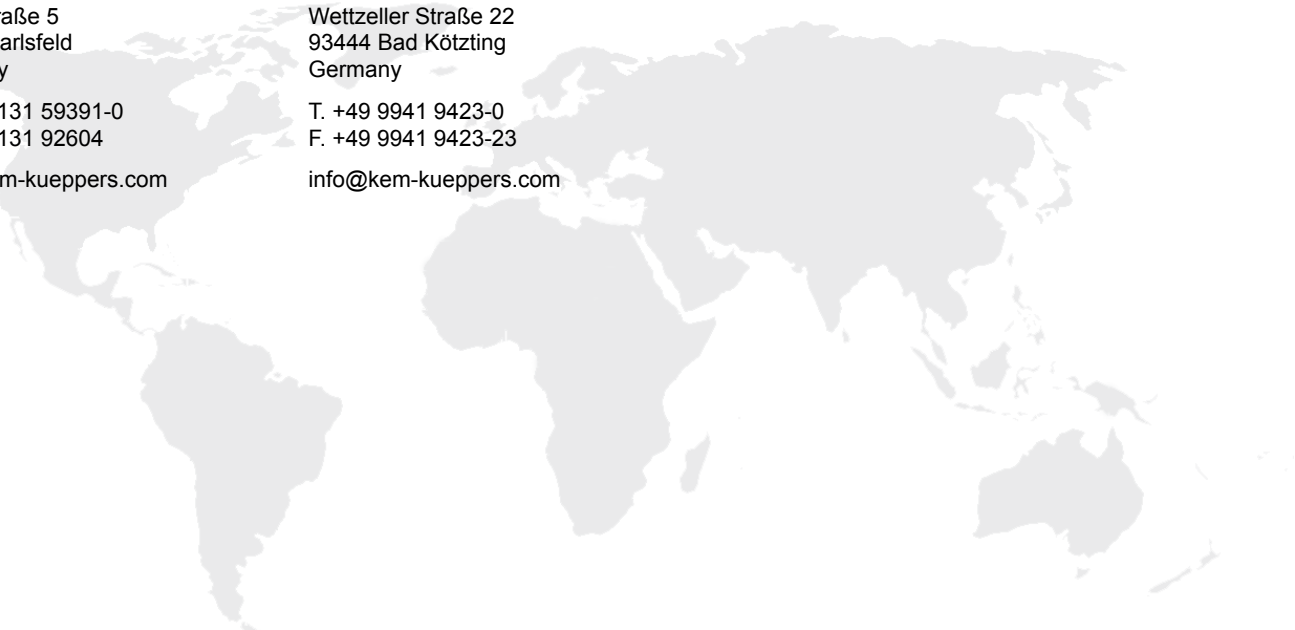 raße 5
arlsfeld
y
131 59391-0
131 92604
m-kueppers.com
Wettzeller Straße 22
93444 Bad Kötzting
Germany
T. +49 9941 9423-0
F. +49 9941 9423-23
info@kem-kueppers.com